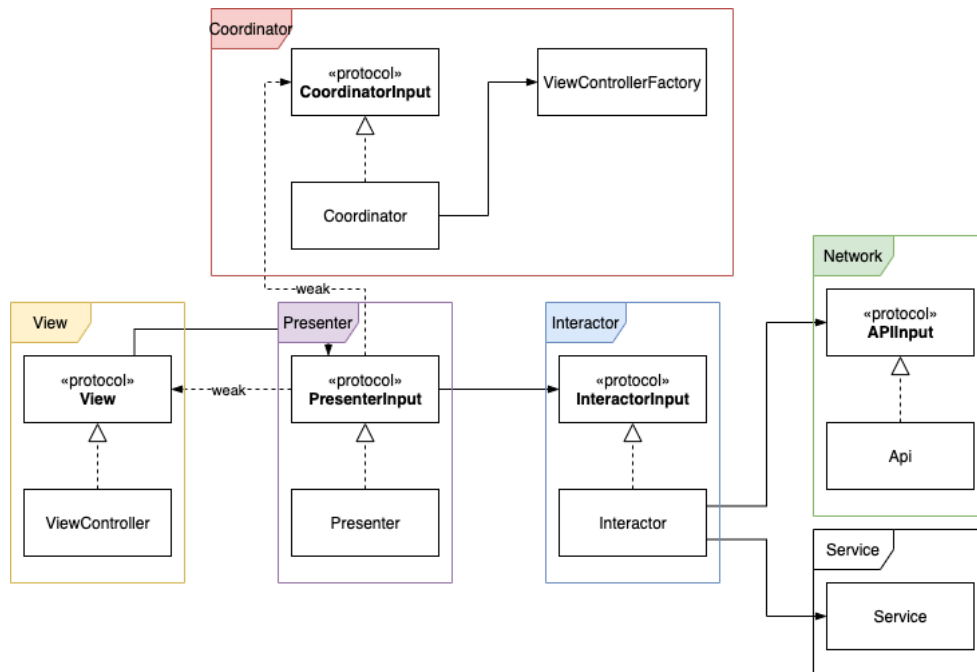 Coordinator
«protocol»
CoordinatorInput
ViewControllerFactory
Coordinator
Network
«protocol»
APIInput
Api
weak
View
Presenter
Interactor
«protocol»
View
weak
«protocol»
PresenterInput
«protocol»
InteractorInput
ViewController
Presenter
Interactor
Service
Service